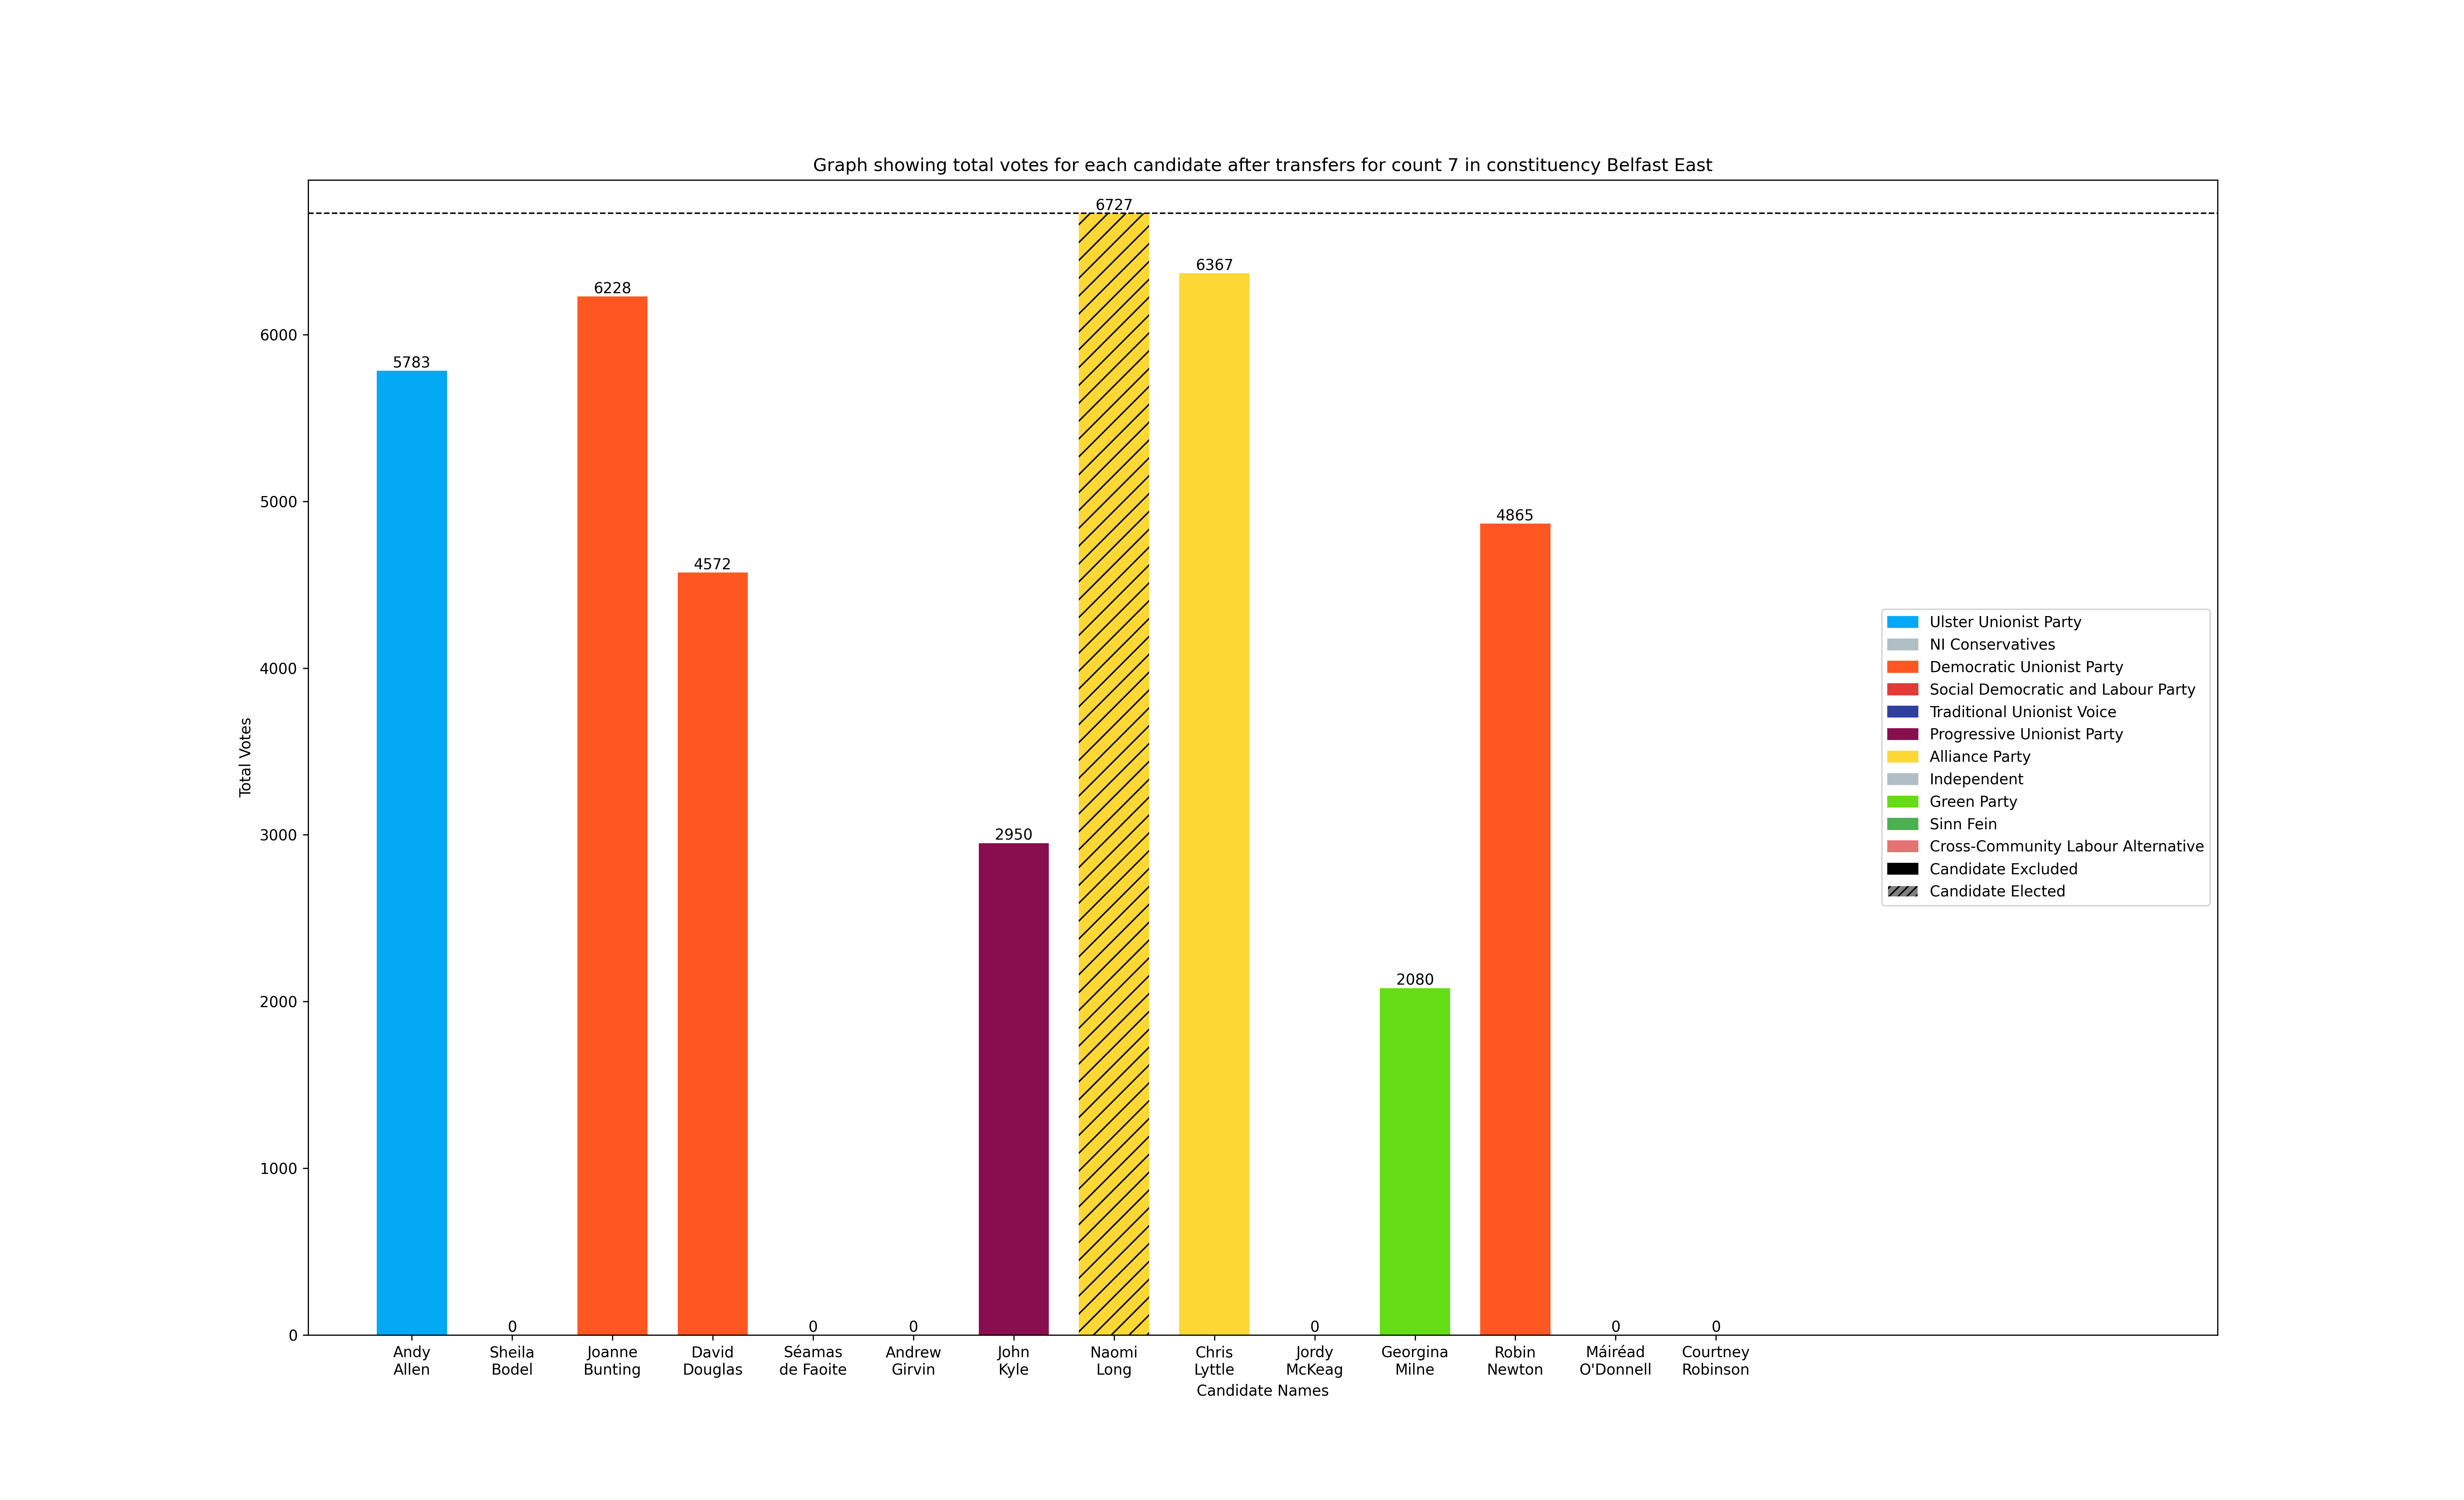 Graph showing total votes for each candidate after transfers for count 7 in constituency Belfast East
Total Votes
6000
5000
4000
3000
2000
1000
0
5783
0
6228
4572
0
0
2950
6727
6367
0
2080
4865
0
0
Andy
Allen
Sheila
Bodel
Joanne
Bunting
David
Douglas
Séamas
de Faoite
Andrew
Girvin
John
Kyle
Naomi
Long
Chris
Lyttle
Jordy
McKeag
Georgina
Milne
Robin
Newton
Máiréad
O'Donnell
Courtney
Robinson
Candidate Names
Ulster Unionist Party
NI Conservatives
Democratic Unionist Party
Social Democratic and Labour Party
Traditional Unionist Voice
Progressive Unionist Party
Alliance Party
Independent
Green Party
Sinn Fein
Cross-Community Labour Alternative
Candidate Excluded
Candidate Elected